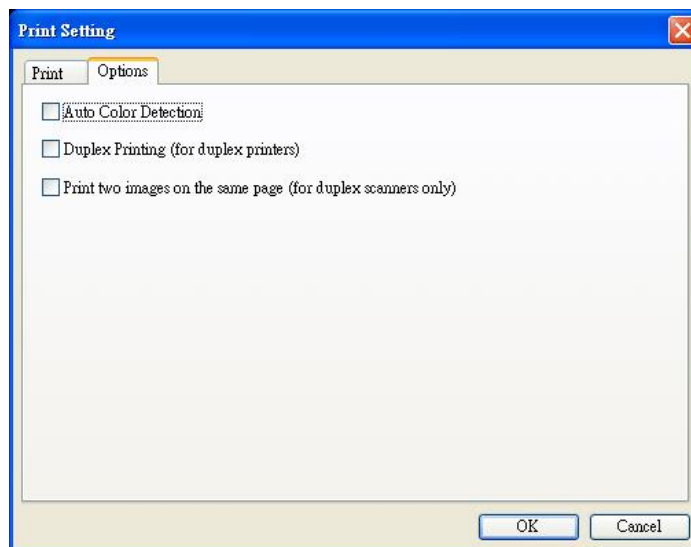 Print Setting
Print
Options
Auto Color Detection
Duplex Printing (for duplex printers)
Print two images on the same page (for duplex scanners only)
OK
Cancel